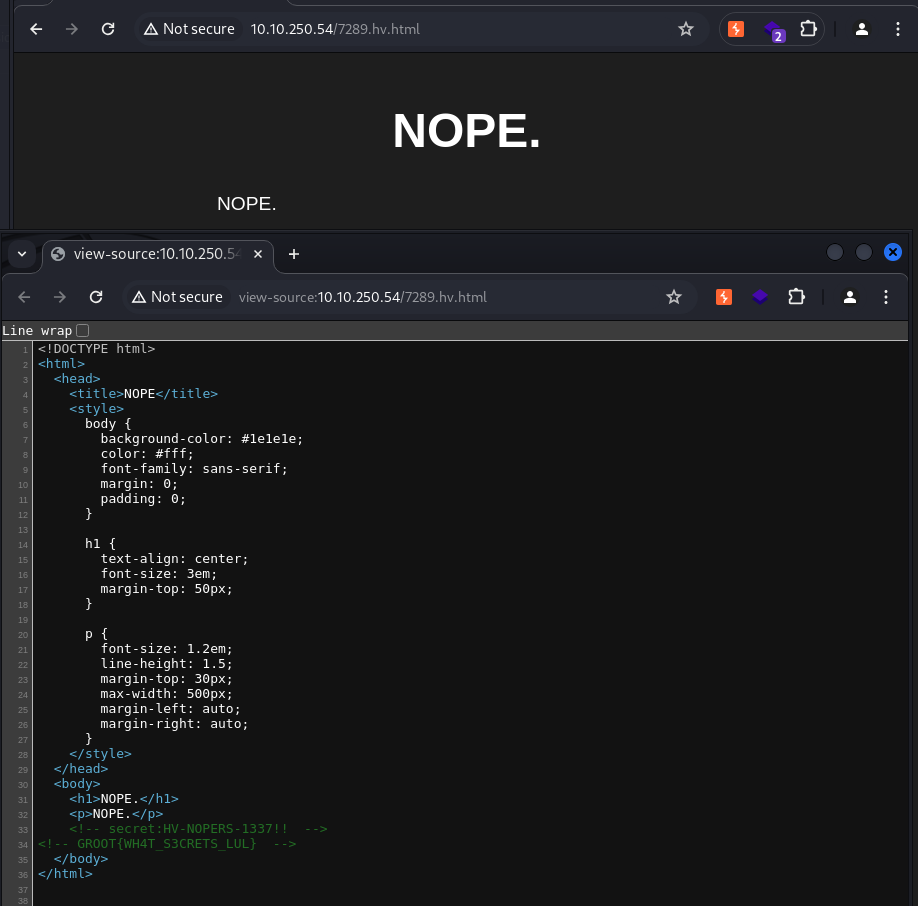 Not secure 10.10.250.54/7289.hv.html
2
NOPE.
NOPE.
view-source:10.10.250.54
Not secure view-source:10.10.250.54/7289.hv.html
Line wrap
1 <!DOCTYPE html>
2 <html>
3   <head>
4     <title>NOPE</title>
5     <style>
6       body {
7         background-color: #1e1e1e;
8         color: #fff;
9         font-family: sans-serif;
10         margin: 0;
11         padding: 0;
12       }
13
14       h1 {
15         text-align: center;
16         font-size: 3em;
17         margin-top: 50px;
18       }
19
20       p {
21         font-size: 1.2em;
22         line-height: 1.5;
23         margin-top: 30px;
24         max-width: 500px;
25         margin-left: auto;
26         margin-right: auto;
27       }
28     </style>
29   </head>
30   <body>
31     <h1>NOPE.</h1>
32     <p>NOPE.</p>
33     <!-- secret:HV-NOPERS-1337!!  -->
34 <!-- GROOT{WH4T_S3CRETS_LUL}  -->
35   </body>
36 </html>
37
38